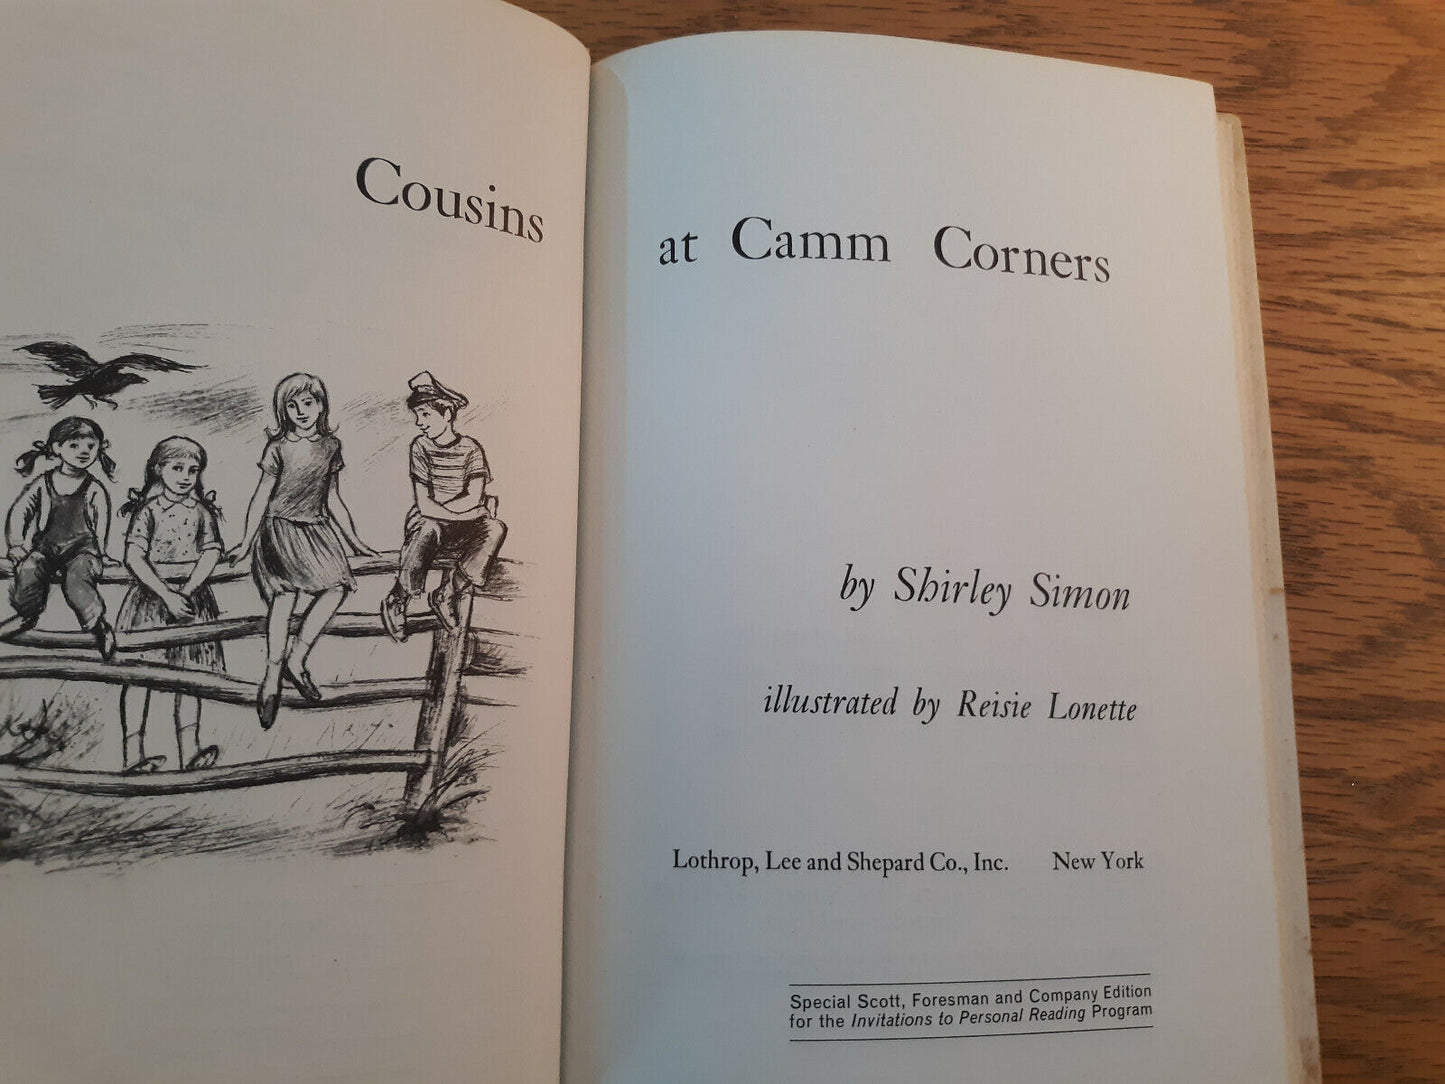 Cousins
at Camm Corners
by Shirley Simon
illustrated by Reisie Lonette
Lothrop, Lee and Shepard Co., Inc. New York
Special Scott, Foresman and Company Edition
for the Invitations to Personal Reading Program